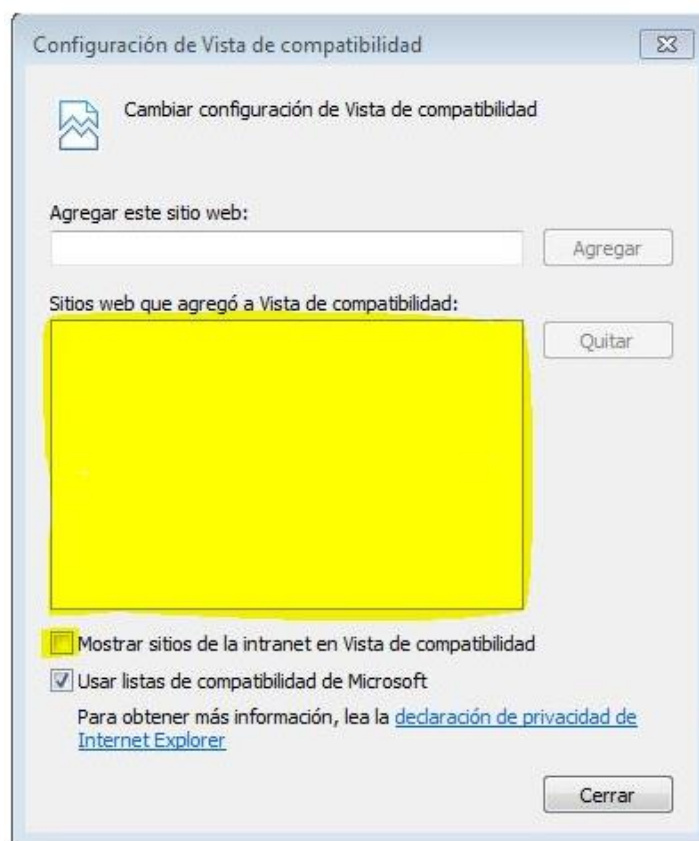 Configuración de Vista de compatibilidad
Cambiar configuración de Vista de compatibilidad
Agregar este sitio web:
Agregar
Sitios web que agregó a Vista de compatibilidad:
Quitar
Mostrar sitios de la intranet en Vista de compatibilidad
Usar listas de compatibilidad de Microsoft
Para obtener más información, lea la declaración de privacidad de
Internet Explorer
Cerrar